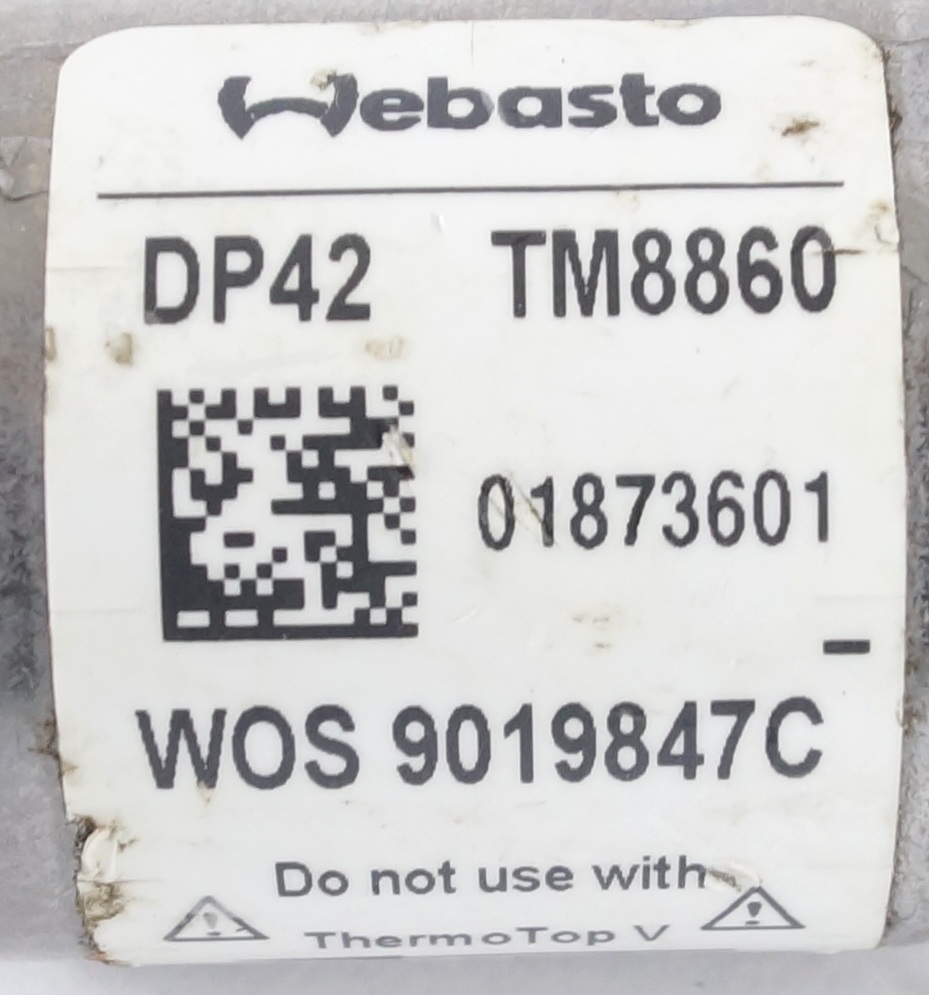 Webasto
DP42 TM8860
01873601
-
WOS 9019847C
Do not use with
ThermoTop V